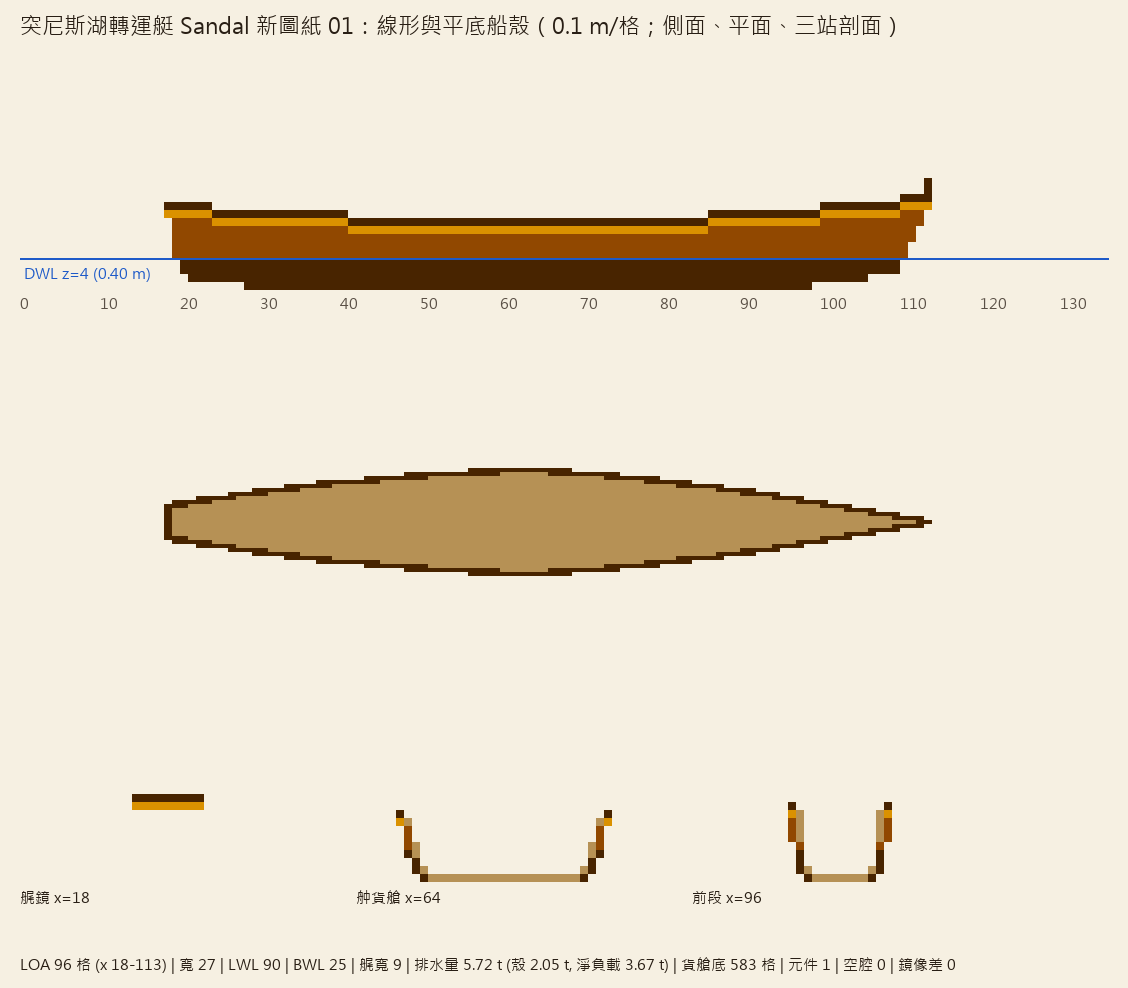 突尼斯湖轉運艇 Sandal 新圖紙 01：線形與平底船殼（0.1 m/格；側面、平面、三站剖面）
DWL z=4 (0.40 m)
0 10 20 30 40 50 60 70 80 90 100 110 120 130
艉鏡 x=18
舯貨艙 x=64
前段 x=96
LOA 96 格 (x 18-113) | 寬 27 | LWL 90 | BWL 25 | 艉寬 9 | 排水量 5.72 t (殼 2.05 t, 淨負載 3.67 t) | 貨艙底 583 格 | 元件 1 | 空腔 0 | 鏡像差 0